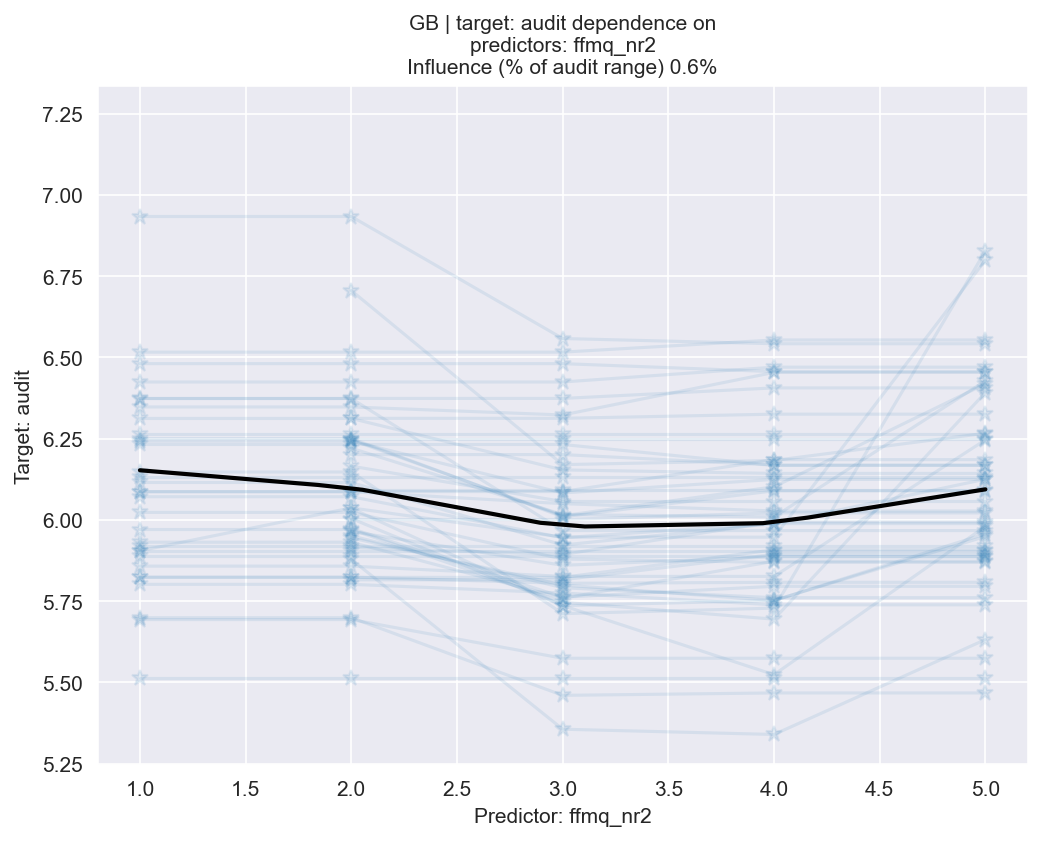 GB | target: audit dependence on
predictors: ffmq_nr2
Influence (% of audit range) 0.6%
7.25
7.00
6.75
6.50
6.25
6.00
5.75
5.50
5.25
Target: audit
1.0 1.5 2.0 2.5 3.0 3.5 4.0 4.5 5.0
Predictor: ffmq_nr2